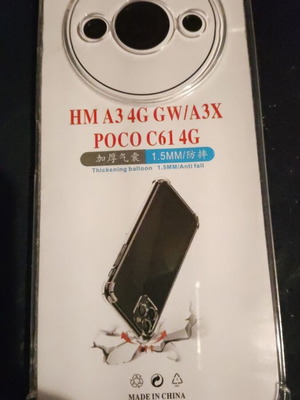 HM A3 4G GW/A3X
POCO C61 4G
加厚气囊 1.5MM/防摔
Thickening balloon 1.5MM/Anti fall
MADE IN CHINA